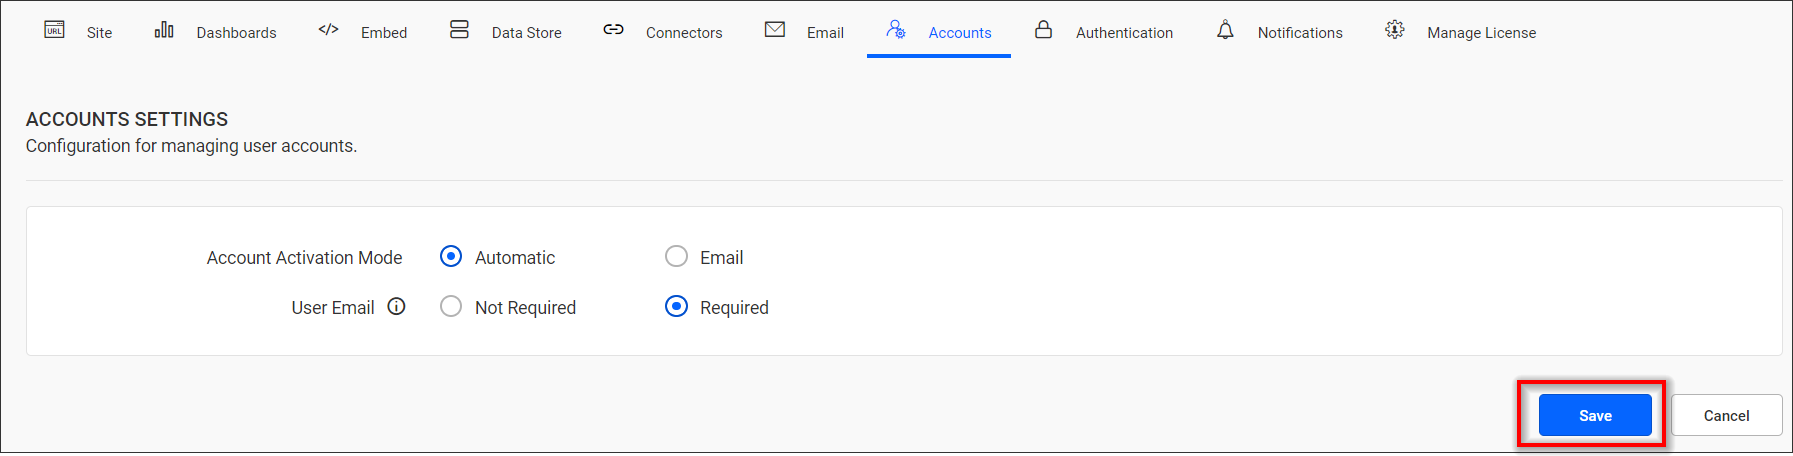 URL Site Dashboards </> Embed Data Store Connectors Email Accounts Authentication Notifications Manage License
ACCOUNTS SETTINGS
Configuration for managing user accounts.
Account Activation Mode Automatic Email
User Email Not Required Required
Save Cancel